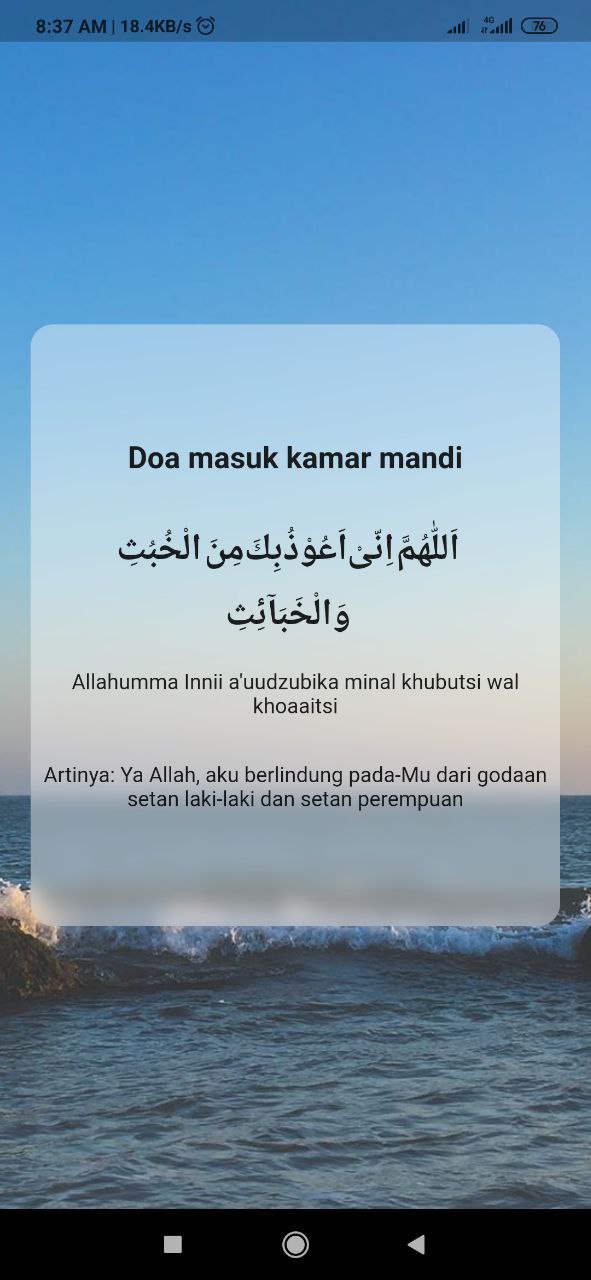 8:37 AM | 18.4KB/s
4G
76
Doa masuk kamar mandi
اَللّٰهُمَّ اِنِّىْ اَعُوْذُبِكَ مِنَ الْخُبُثِ
وَالْخَبَآئِثِ
Allahumma Innii a'uudzubika minal khubutsi wal
khoaaitsi
Artinya: Ya Allah, aku berlindung pada-Mu dari godaan
setan laki-laki dan setan perempuan